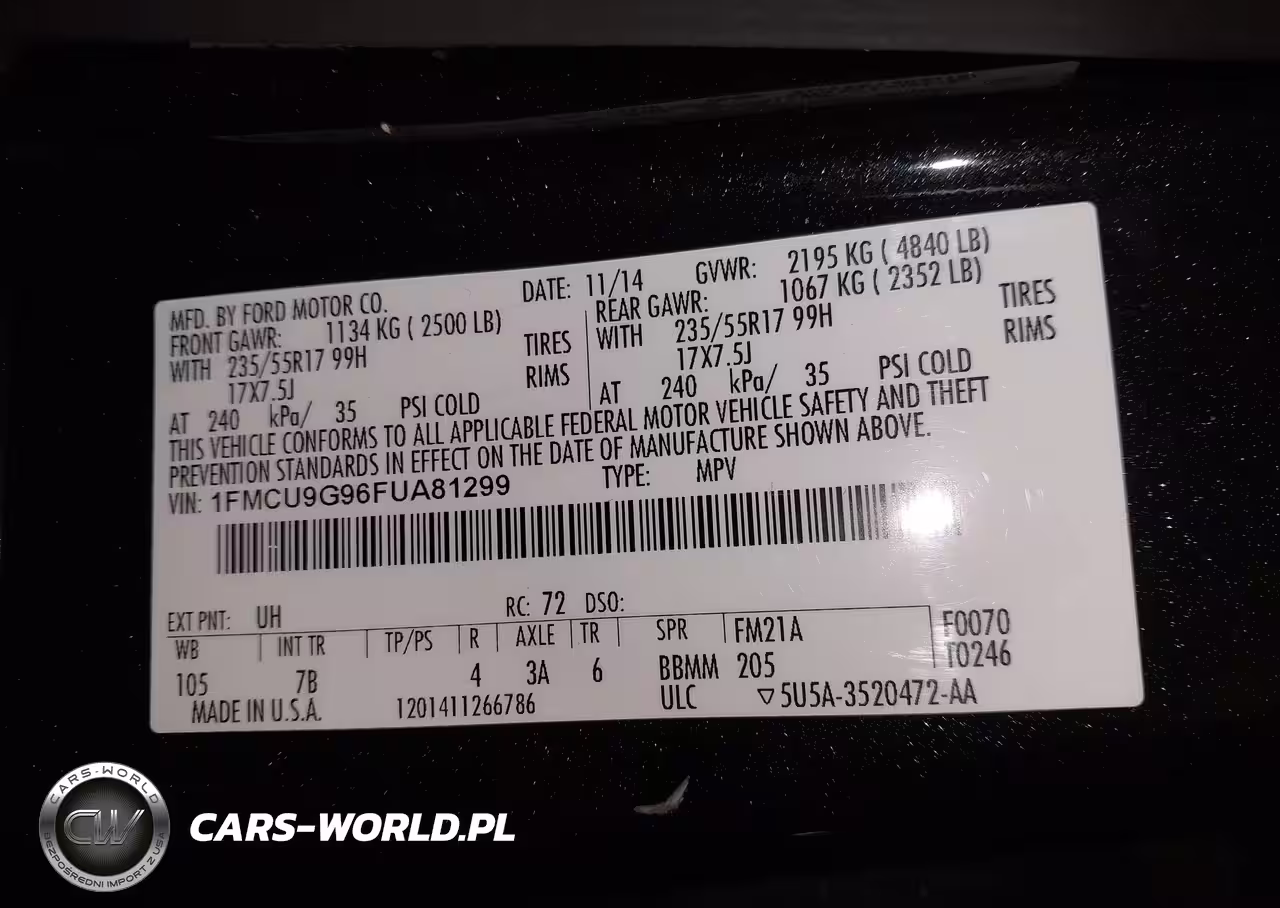 MFD. BY FORD MOTOR CO. DATE: 11/14 GVWR: 2195 KG ( 4840 LB)
FRONT GAWR: 1134 KG ( 2500 LB) REAR GAWR: 1067 KG ( 2352 LB)
WITH 235/55R17 99H TIRES WITH 235/55R17 99H TIRES
17X7.5J RIMS 17X7.5J RIMS
AT 240 kPa/ 35 PSI COLD AT 240 kPa/ 35 PSI COLD
THIS VEHICLE CONFORMS TO ALL APPLICABLE FEDERAL MOTOR VEHICLE SAFETY AND THEFT
PREVENTION STANDARDS IN EFFECT ON THE DATE OF MANUFACTURE SHOWN ABOVE.
VIN: 1FMCU9G96FUA81299 TYPE: MPV
EXT PNT: UH RC: 72 DSO:
WB INT TR TP/PS R AXLE TR SPR FM21A F0070
105 7B 4 3A 6 BBMM 205 T0246
MADE IN U.S.A. 1201411266786 ULC ▽5U5A-3520472-AA
CARS-WORLD
CW
BEZPOŚREDNI IMPORT Z USA
CARS-WORLD.PL